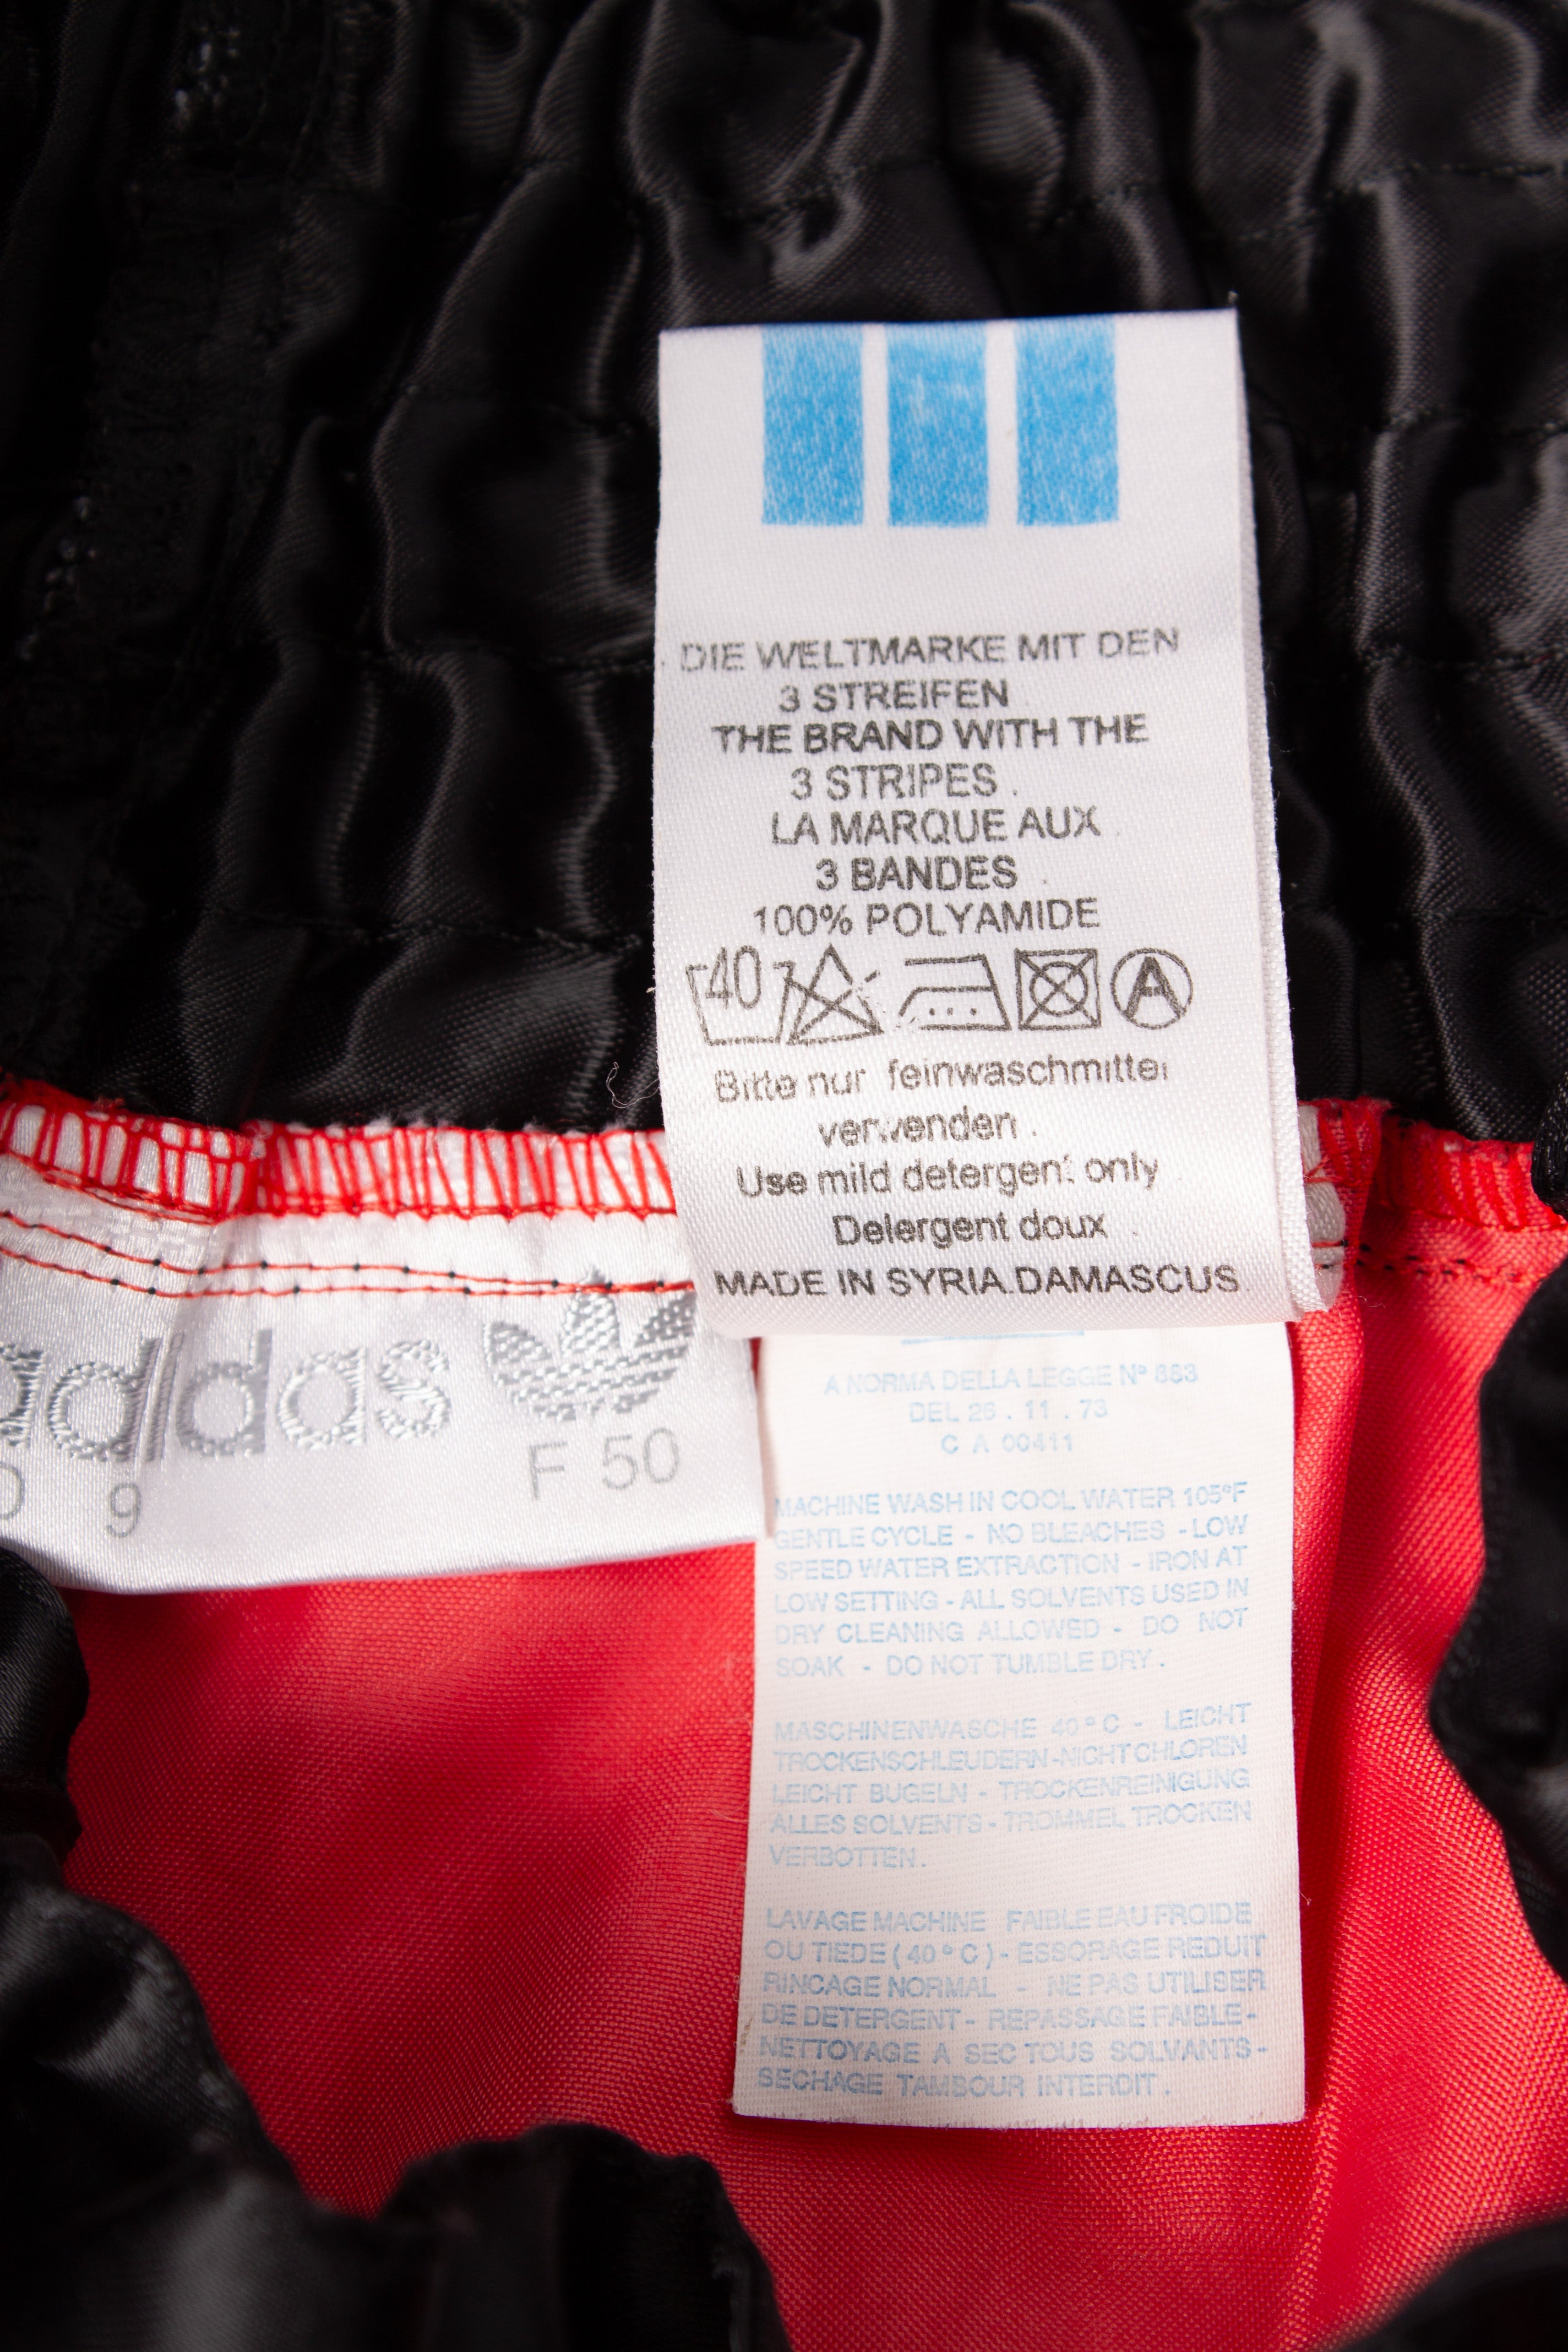 DIE WELTMARKE MIT DEN
3 STREIFEN
THE BRAND WITH THE
3 STRIPES .
LA MARQUE AUX
3 BANDES
100% POLYAMIDE
40
A
Bitte nur feinwaschmittel
verwenden .
Use mild detergent only
Delergent doux
MADE IN SYRIA.DAMASCUS
adidas
F 50
9
A NORMA DELLA LEGGE Nº 883
DEL 26 . 11 . 73
C A 00411
MACHINE WASH IN COOL WATER 105°F
GENTLE CYCLE - NO BLEACHES - LOW
SPEED WATER EXTRACTION - IRON AT
LOW SETTING - ALL SOLVENTS USED IN
DRY CLEANING ALLOWED - DO NOT
SOAK - DO NOT TUMBLE DRY .
MASCHINENWASCHE 40°C - LEICHT
TROCKENSCHLEUDERN -NICHT CHLOREN
LEICHT BUGELN - TROCKENREINIGUNG
ALLES SOLVENTS - TROMMEL TROCKEN
VERBOTTEN .
LAVAGE MACHINE FAIBLE EAU FROIDE
OU TIEDE ( 40°C ) - ESSORAGE REDUIT
RINCAGE NORMAL - NE PAS UTILISER
DE DETERGENT - REPASSAGE FAIBLE -
NETTOYAGE A SEC TOUS SOLVANTS -
SECHAGE TAMBOUR INTERDIT .